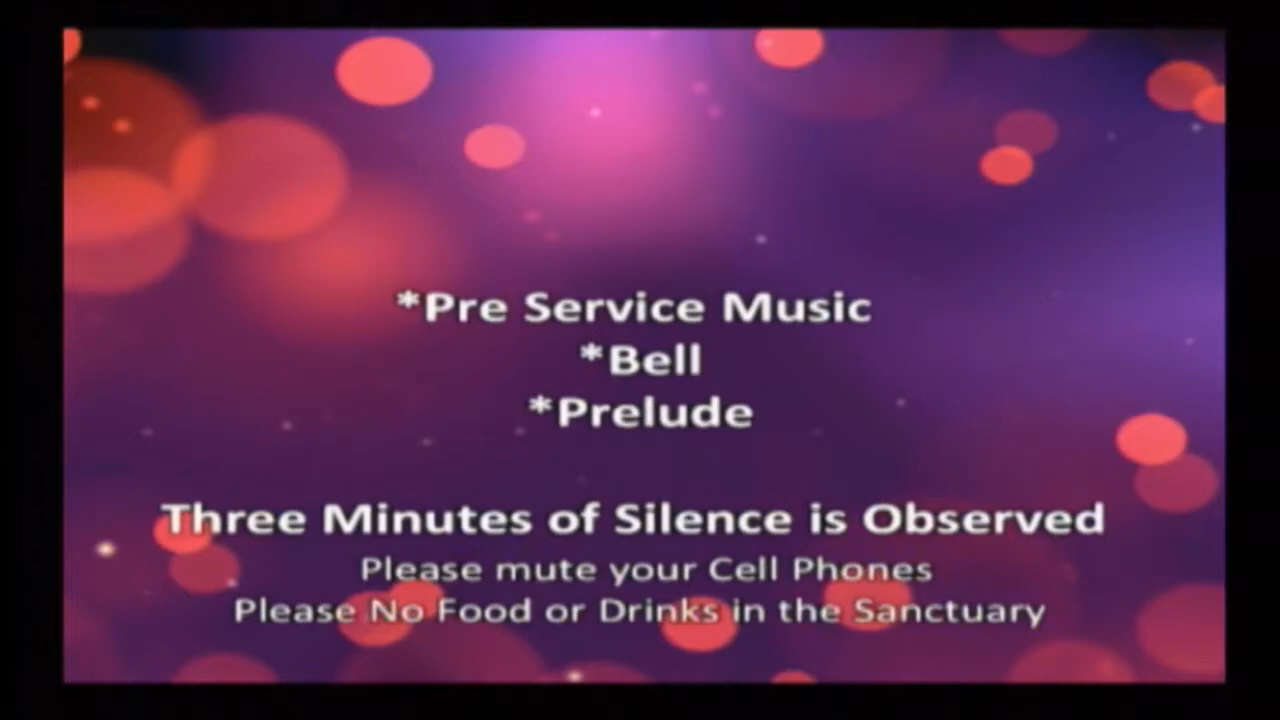 *Pre Service Music
*Bell
*Prelude
Three Minutes of Silence is Observed
Please mute your Cell Phones
Please No Food or Drinks in the Sanctuary